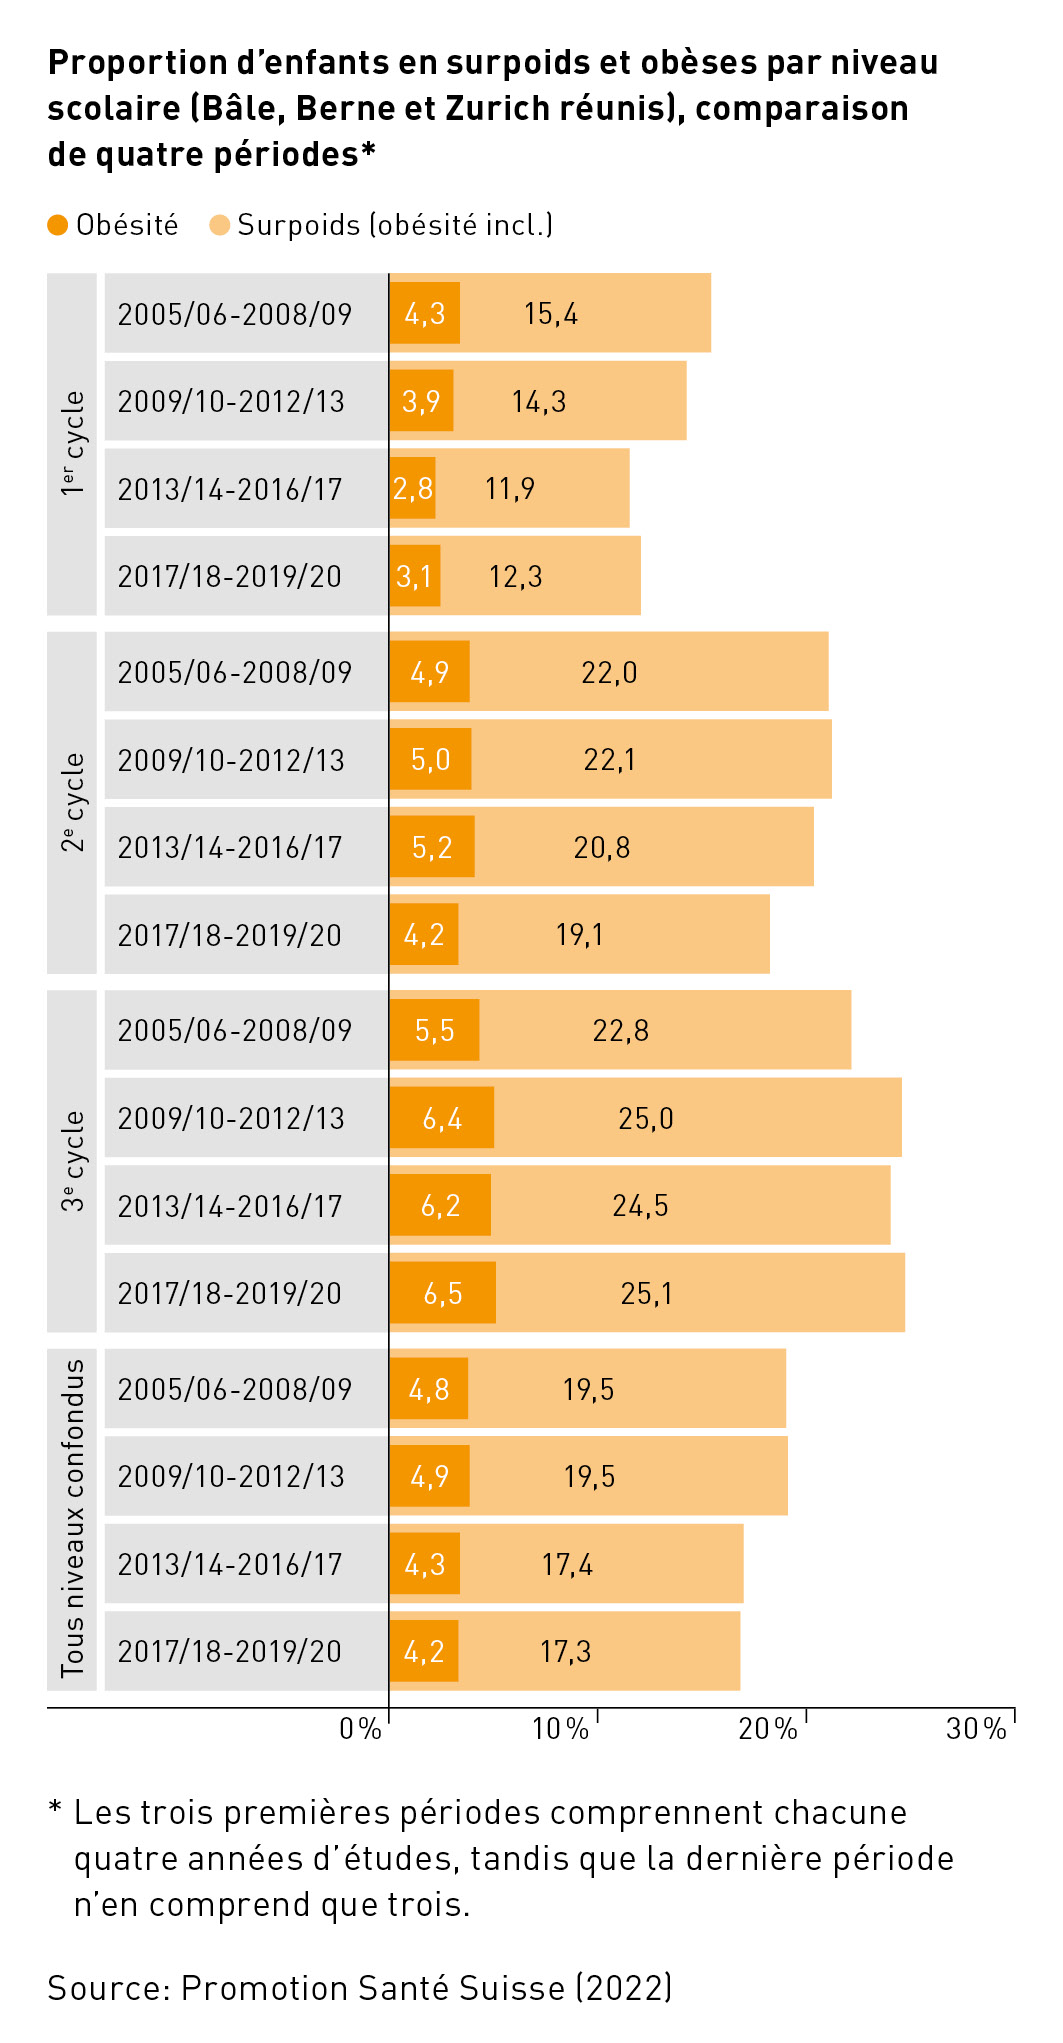 Proportion d’enfants en surpoids et obèses par niveau
scolaire (Bâle, Berne et Zurich réunis), comparaison
de quatre périodes*
Obésité Surpoids (obésité incl.)
1er cycle
2005/06-2008/09 4,3 15,4
2009/10-2012/13 3,9 14,3
2013/14-2016/17 2,8 11,9
2017/18-2019/20 3,1 12,3
2e cycle
2005/06-2008/09 4,9 22,0
2009/10-2012/13 5,0 22,1
2013/14-2016/17 5,2 20,8
2017/18-2019/20 4,2 19,1
3e cycle
2005/06-2008/09 5,5 22,8
2009/10-2012/13 6,4 25,0
2013/14-2016/17 6,2 24,5
2017/18-2019/20 6,5 25,1
Tous niveaux confondus
2005/06-2008/09 4,8 19,5
2009/10-2012/13 4,9 19,5
2013/14-2016/17 4,3 17,4
2017/18-2019/20 4,2 17,3
0% 10% 20% 30%
* Les trois premières périodes comprennent chacune
quatre années d’études, tandis que la dernière période
n’en comprend que trois.
Source: Promotion Santé Suisse (2022)